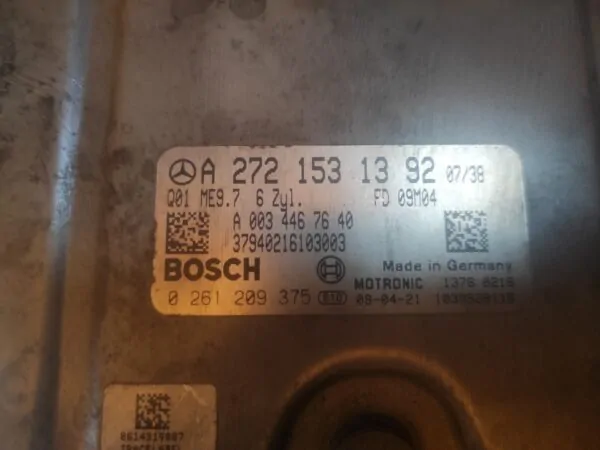 A 272 153 13 92 07/38
Q01 ME9.7 6 Zyl. FD 09M04
A 003 446 76 40
37940216103003
BOSCH Made in Germany
MOTRONIC
0 261 209 375 09-04-21
0614319887